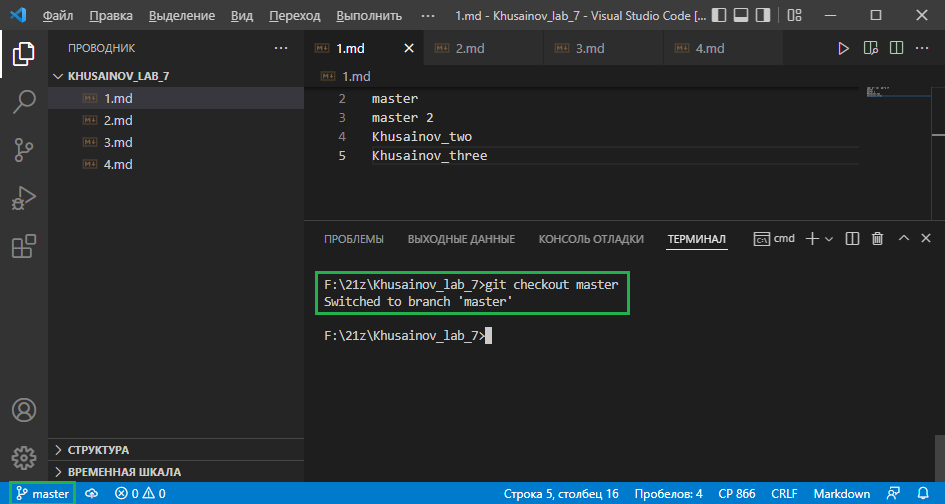 Файл Правка Выделение Вид Переход Выполнить ··· 1.md - Khusainov_lab_7 - Visual Studio Code [...
ПРОВОДНИК ···
KHUSAINOV_LAB_7
1.md
2.md
3.md
4.md
СТРУКТУРА
ВРЕМЕННАЯ ШКАЛА
1.md 2.md 3.md 4.md ···
1.md
2 master
3 master 2
4 Khusainov_two
5 Khusainov_three
ПРОБЛЕМЫ ВЫХОДНЫЕ ДАННЫЕ КОНСОЛЬ ОТЛАДКИ ТЕРМИНАЛ cmd
F:\21z\Khusainov_lab_7>git checkout master
Switched to branch 'master'
F:\21z\Khusainov_lab_7>
master 0 0 Строка 5, столбец 16 Пробелов: 4 CP 866 CRLF Markdown